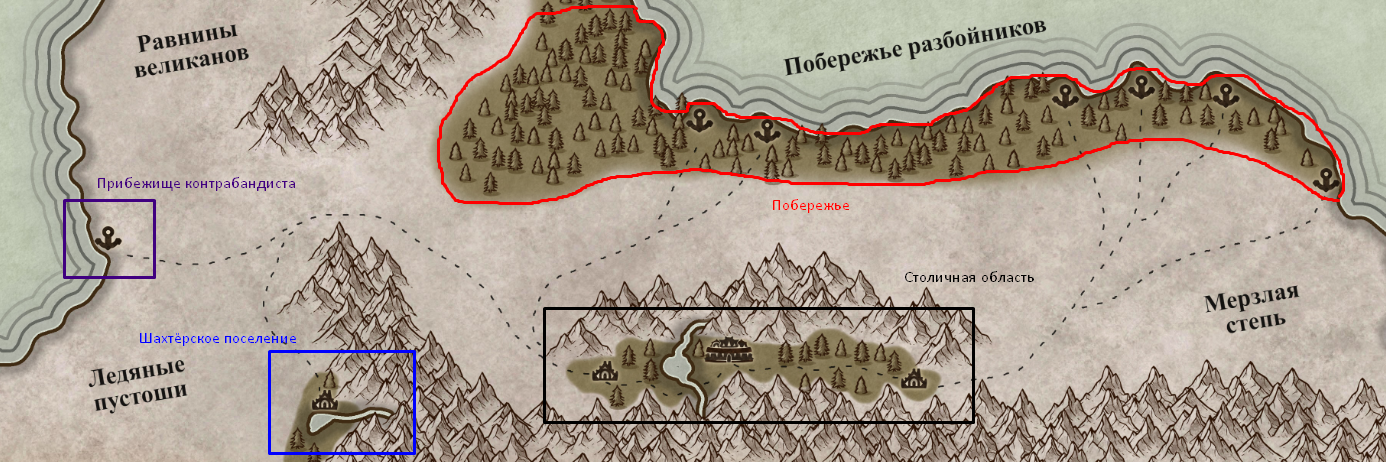 Равнины
великанов
Побережье разбойников
Прибежище контрабандиста
Побережье
Столичная область
Мерзлая
степь
Шахтёрское поселение
Ледяные
пустоши